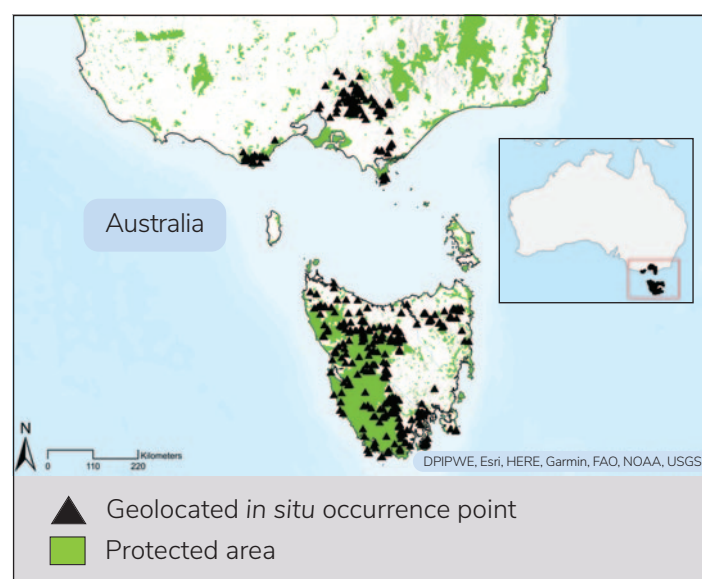 Australia
N
Kilometers
0 110 220
DPIPWE, Esri, HERE, Garmin, FAO, NOAA, USGS
Geolocated in situ occurrence point
Protected area